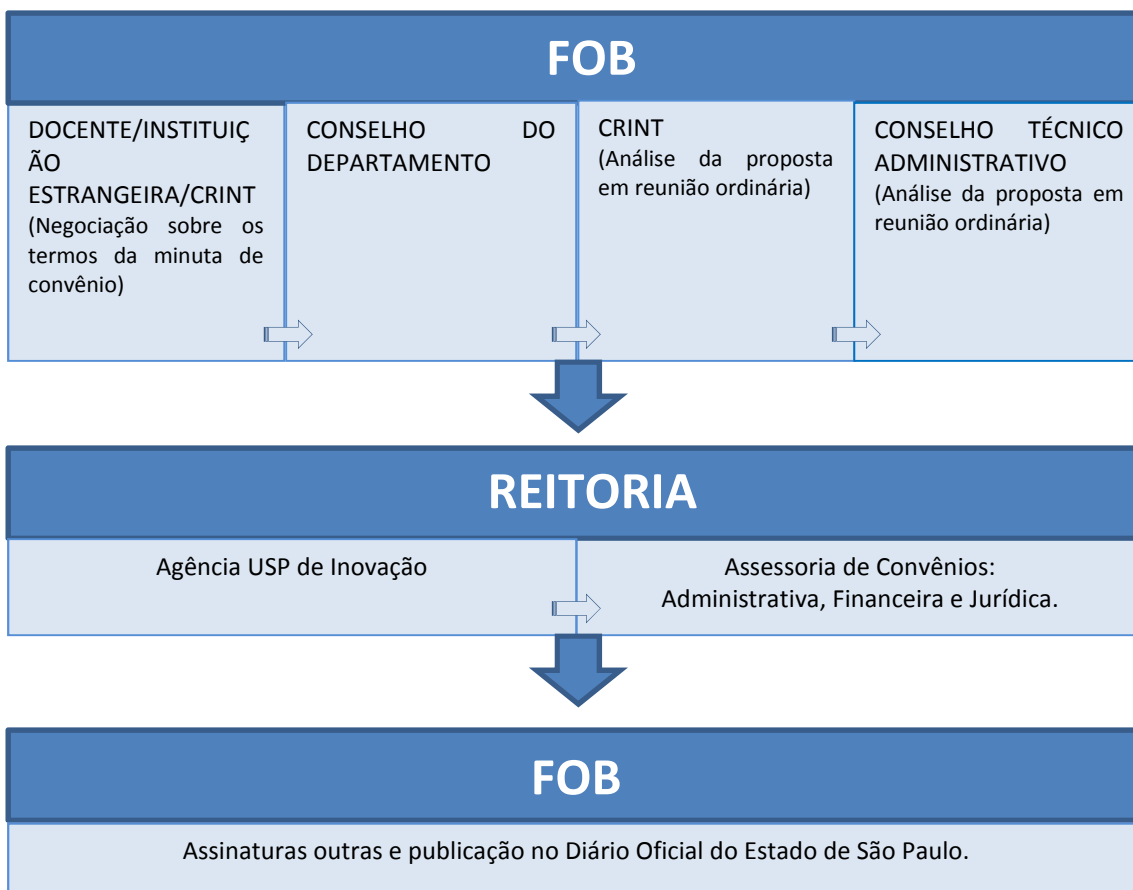 FOB
DOCENTE/INSTITUIÇ
ÃO
ESTRANGEIRA/CRINT
(Negociação sobre os
termos da minuta de
convênio)
CONSELHO DO
DEPARTAMENTO
CRINT
(Análise da proposta
em reunião ordinária)
CONSELHO TÉCNICO
ADMINISTRATIVO
(Análise da proposta em
reunião ordinária)
REITORIA
Agência USP de Inovação
Assessoria de Convênios:
Administrativa, Financeira e Jurídica.
FOB
Assinaturas outras e publicação no Diário Oficial do Estado de São Paulo.